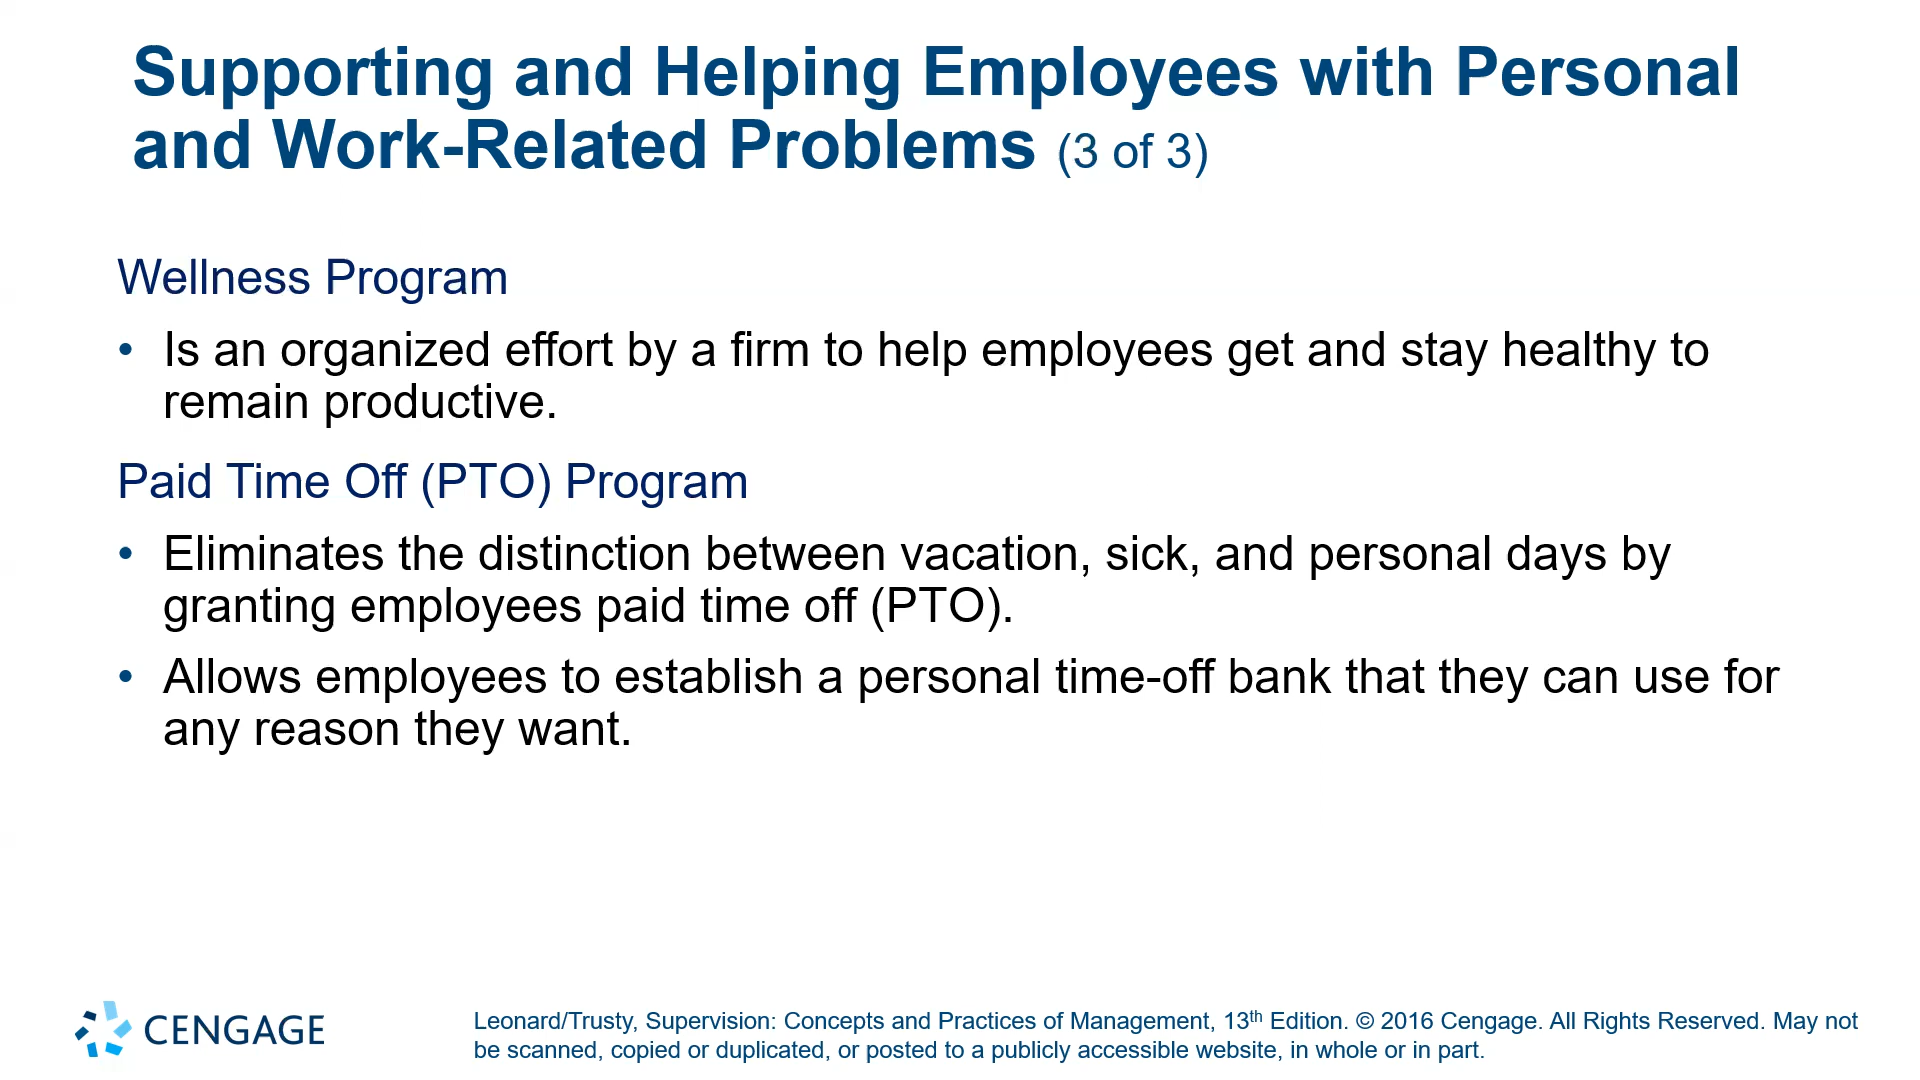 Supporting and Helping Employees with Personal
and Work-Related Problems (3 of 3)
Wellness Program
• Is an organized effort by a firm to help employees get and stay healthy to
remain productive.
Paid Time Off (PTO) Program
• Eliminates the distinction between vacation, sick, and personal days by
granting employees paid time off (PTO).
• Allows employees to establish a personal time-off bank that they can use for
any reason they want.
CENGAGE
Leonard/Trusty, Supervision: Concepts and Practices of Management, 13th Edition. © 2016 Cengage. All Rights Reserved. May not
be scanned, copied or duplicated, or posted to a publicly accessible website, in whole or in part.